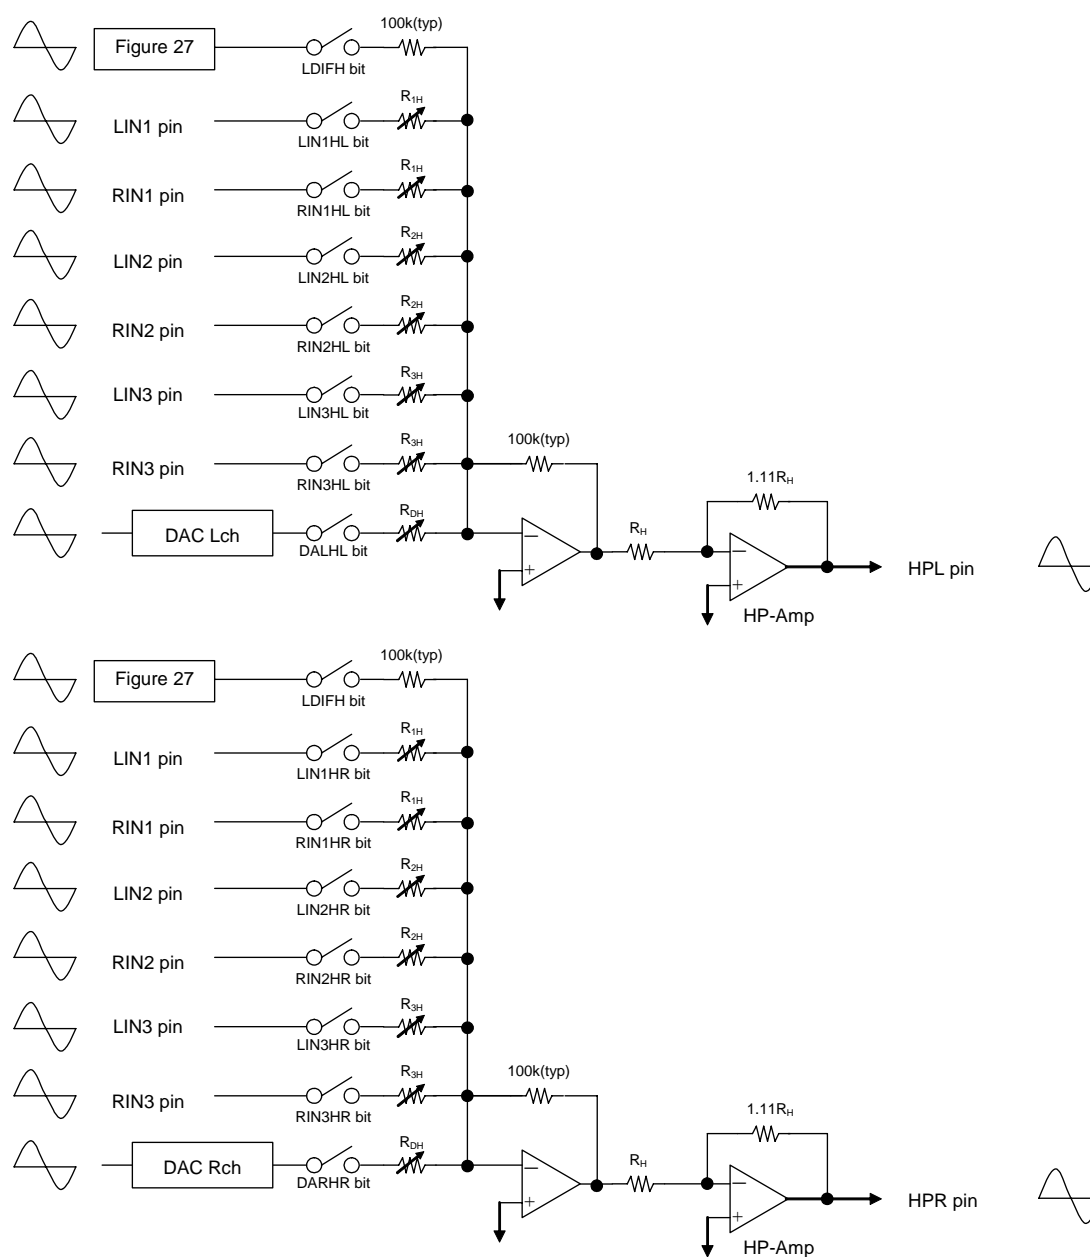 100k(typ)
Figure 27
LDIFH bit
R1H
LIN1 pin
LIN1HL bit
R1H
RIN1 pin
RIN1HL bit
R2H
LIN2 pin
LIN2HL bit
R2H
RIN2 pin
RIN2HL bit
R3H
LIN3 pin
LIN3HL bit
R3H
100k(typ)
RIN3 pin
RIN3HL bit
1.11RH
RDH
DAC Lch
RH
DALHL bit
−
+
−
+
HPL pin
HP-Amp
100k(typ)
Figure 27
LDIFH bit
R1H
LIN1 pin
LIN1HR bit
R1H
RIN1 pin
RIN1HR bit
R2H
LIN2 pin
LIN2HR bit
R2H
RIN2 pin
RIN2HR bit
R3H
LIN3 pin
LIN3HR bit
R3H
100k(typ)
RIN3 pin
RIN3HR bit
1.11RH
RDH
DAC Rch
RH
DARHR bit
−
+
−
+
HPR pin
HP-Amp